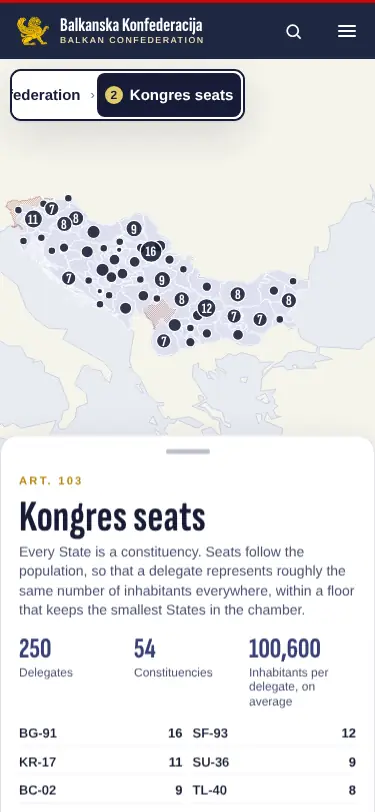 Balkanska Konfederacija
BALKAN CONFEDERATION
ederation › 2 Kongres seats
7
11
8
8
9
16
7
9
8
8
8
12
7
7
7
ART. 103
Kongres seats
Every State is a constituency. Seats follow the
population, so that a delegate represents roughly the
same number of inhabitants everywhere, within a floor
that keeps the smallest States in the chamber.
250 54 100,600
Delegates Constituencies Inhabitants per
delegate, on
average
BG-91 16 SF-93 12
KR-17 11 SU-36 9
BC-02 9 TL-40 8